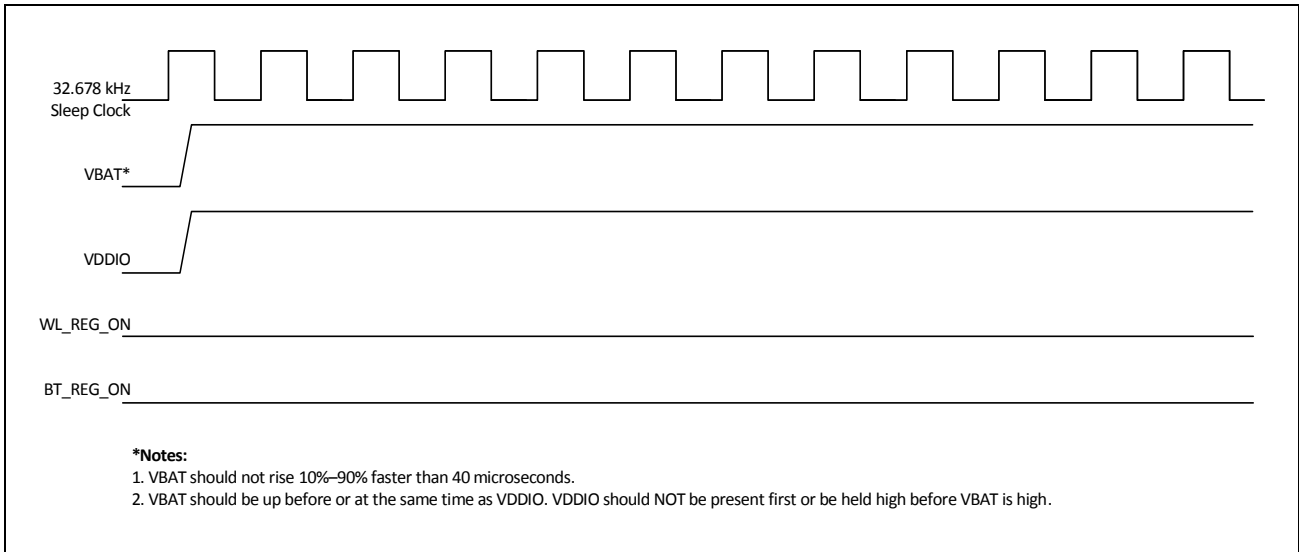 32.678 kHz
Sleep Clock
VBAT*
VDDIO
WL_REG_ON
BT_REG_ON
*Notes:
1. VBAT should not rise 10%–90% faster than 40 microseconds.
2. VBAT should be up before or at the same time as VDDIO. VDDIO should NOT be present first or be held high before VBAT is high.